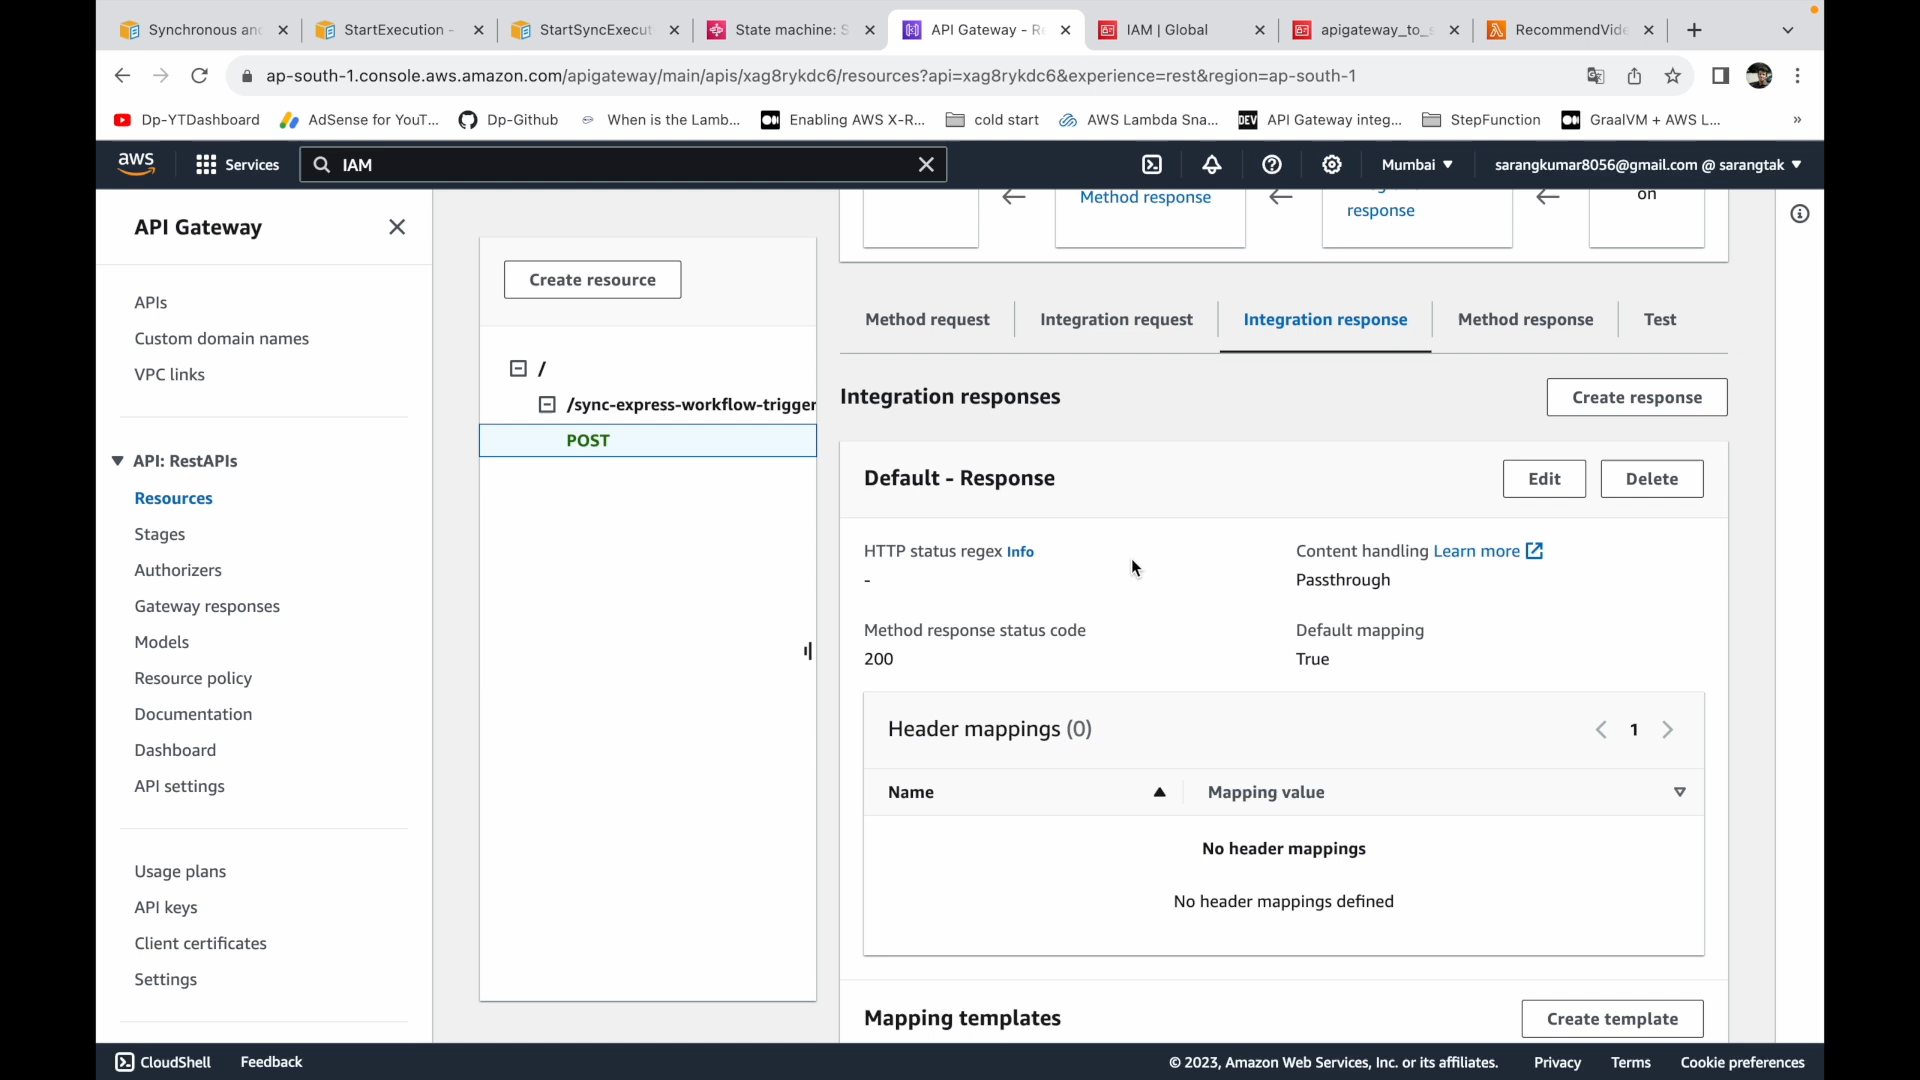 Synchronous and
StartExecution -
StartSyncExecut
State machine: S
API Gateway - Re
IAM | Global
apigateway_to_s
RecommendVide
ap-south-1.console.aws.amazon.com/apigateway/main/apis/xag8rykdc6/resources?api=xag8rykdc6&experience=rest&region=ap-south-1
Dp-YTDashboard
AdSense for YouT...
Dp-Github
When is the Lamb...
Enabling AWS X-R...
cold start
AWS Lambda Sna...
DEV
API Gateway integ...
StepFunction
GraalVM + AWS L...
»
aws
Services
IAM
Mumbai
sarangkumar8056@gmail.com @ sarangtak
API Gateway
APIs
Custom domain names
VPC links
API: RestAPIs
Resources
Stages
Authorizers
Gateway responses
Models
Resource policy
Documentation
Dashboard
API settings
Usage plans
API keys
Client certificates
Settings
Create resource
/
/sync-express-workflow-trigger
POST
Method response
response
on
Method request
Integration request
Integration response
Method response
Test
Integration responses
Create response
Default - Response
Edit
Delete
HTTP status regex Info
-
Content handling Learn more
Passthrough
Method response status code
200
Default mapping
True
Header mappings (0)
1
Name
Mapping value
No header mappings
No header mappings defined
Mapping templates
Create template
CloudShell
Feedback
© 2023, Amazon Web Services, Inc. or its affiliates.
Privacy
Terms
Cookie preferences